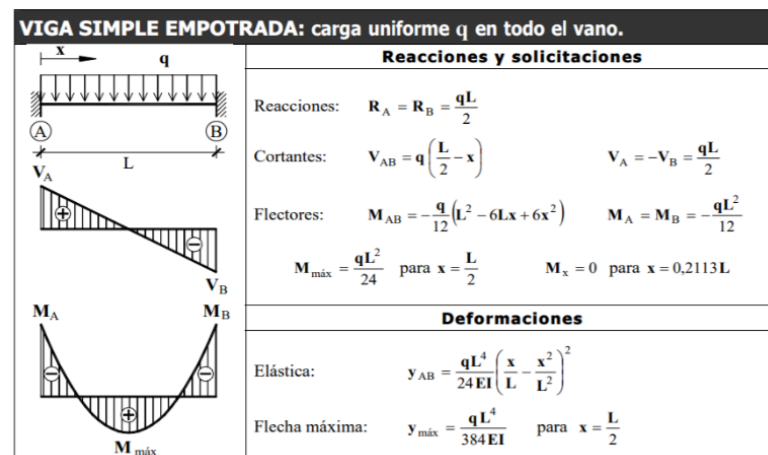 VIGA SIMPLE EMPOTRADA: carga uniforme q en todo el vano.
x
q
A
B
L
V_A
V_B
M_A
M_B
M_máx
Reacciones y solicitaciones
Reacciones: R_A = R_B = qL/2
Cortantes: V_AB = q(L/2 − x) V_A = −V_B = qL/2
Flectores: M_AB = −q/12(L² − 6Lx + 6x²) M_A = M_B = −qL²/12
M_máx = qL²/24 para x = L/2 M_x = 0 para x = 0,2113L
Deformaciones
Elástica: y_AB = qL⁴/24EI(x/L − x²/L²)²
Flecha máxima: y_máx = qL⁴/384EI para x = L/2